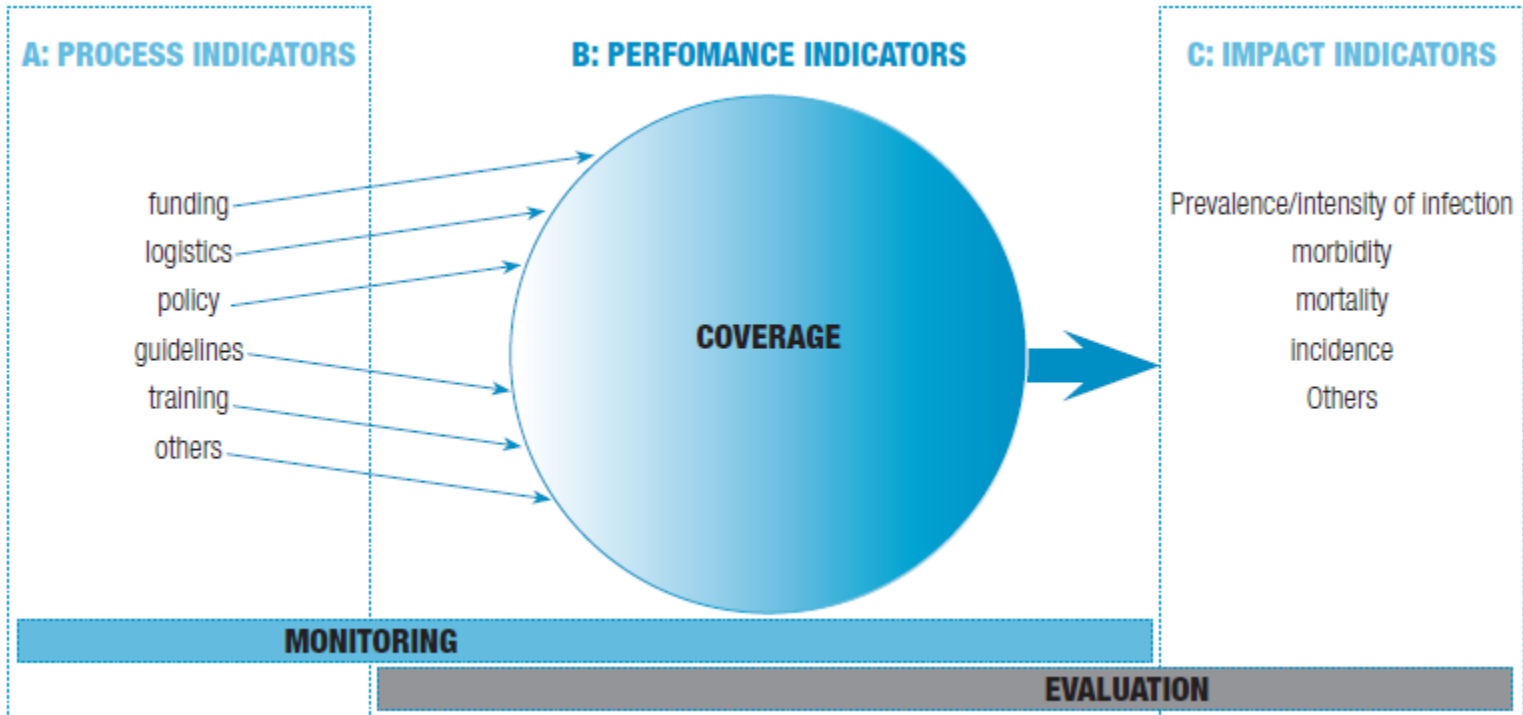 A: PROCESS INDICATORS
B: PERFOMANCE INDICATORS
C: IMPACT INDICATORS
funding
logistics
policy
guidelines
training
others
COVERAGE
Prevalence/intensity of infection
morbidity
mortality
incidence
Others
MONITORING
EVALUATION